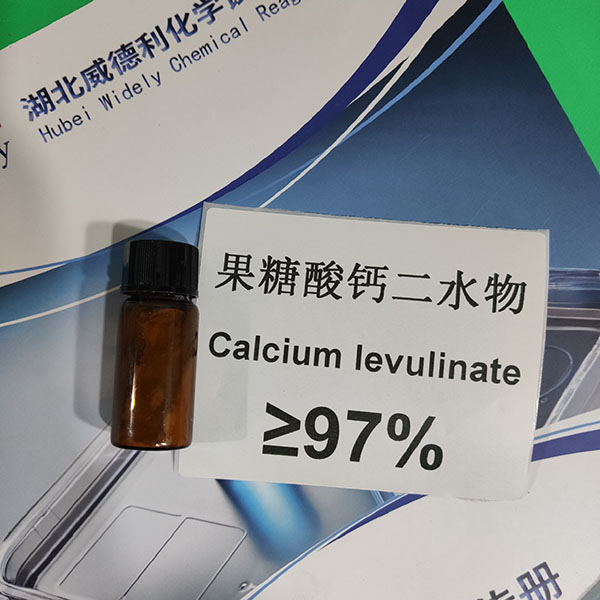 湖北威德利化学
Hubei Widely Chemical Reag
y
果糖酸钙二水物
Calcium levulinate
≥97%
册